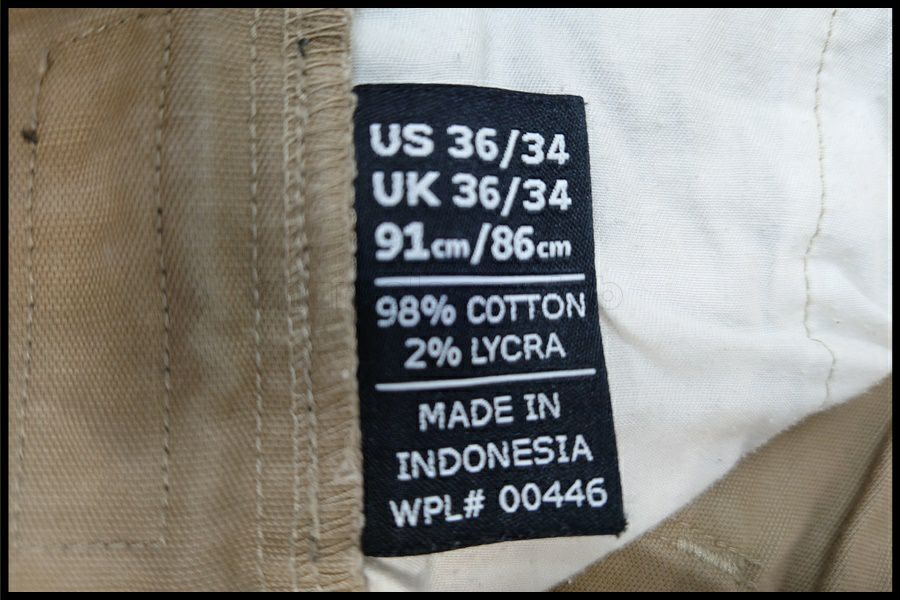 US 36/34
UK 36/34
91cm/86cm
98% COTTON
2% LYCRA
MADE IN
INDONESIA
WPL# 00446